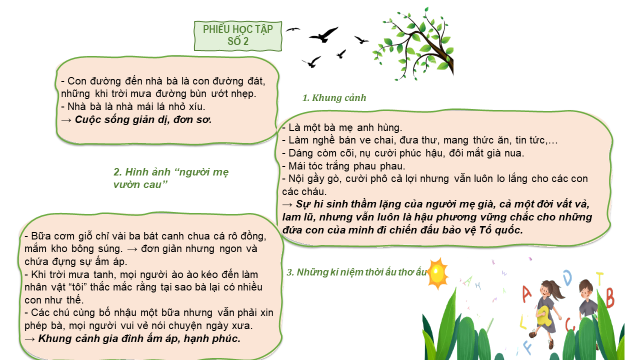 PHIẾU HỌC TẬP
SỐ 2
- Con đường đến nhà bà là con đường đát,
những khi trời mưa đường bùn ướt nhẹp.
- Nhà bà là nhà mái lá nhỏ xíu.
→ Cuộc sống giản dị, đơn sơ.
1. Khung cảnh
- Là một bà mẹ anh hùng.
- Làm nghề bán ve chai, đưa thư, mang thức ăn, tin tức,…
- Dáng còm cõi, nụ cười phúc hậu, đôi mắt già nua.
- Mái tóc trắng phau phau.
- Nội gầy gò, cười phô cả lợi nhưng vẫn luôn lo lắng cho các con
các cháu.
→ Sự hi sinh thầm lặng của người mẹ già, cả một đời vất vả,
lam lũ, nhưng vẫn luôn là hậu phương vững chắc cho những
đứa con của mình đi chiến đấu bảo vệ Tổ quốc.
2. Hình ảnh “người mẹ
vườn cau”
- Bữa cơm giỗ chỉ vài ba bát canh chua cá rô đồng,
mắm kho bông súng. → đơn giản nhưng ngon và
chứa đựng sự ấm áp.
- Khi trời mưa tạnh, mọi người ào ào kéo đến làm
nhân vật “tôi” thắc mắc rằng tại sao bà lại có nhiều
con như thế.
- Các chú cùng bố nhậu một bữa nhưng vẫn phải xin
phép bà, mọi người vui vẻ nói chuyện ngày xưa.
→ Khung cảnh gia đình ấm áp, hạnh phúc.
3. Những kỉ niệm thời ấu thơ ấu
A
D
T
L
B
C
F